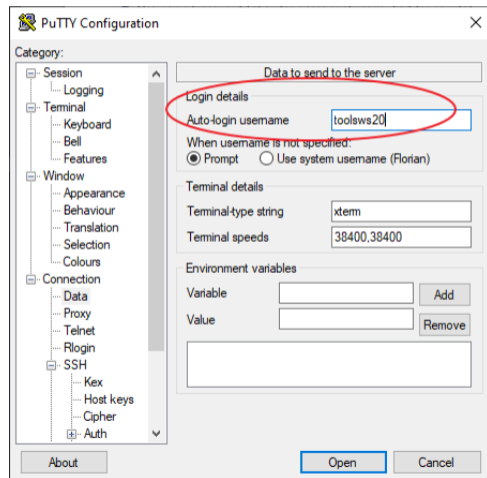 PuTTY Configuration
Category:
Session
Logging
Terminal
Keyboard
Bell
Features
Window
Appearance
Behaviour
Translation
Selection
Colours
Connection
Data
Proxy
Telnet
Rlogin
SSH
Kex
Host keys
Cipher
Auth
Data to send to the server
Login details
Auto-login username toolsws20
When username is not specified:
Prompt Use system username (Florian)
Terminal details
Terminal-type string xterm
Terminal speeds 38400,38400
Environment variables
Variable Add
Value Remove
About Open Cancel